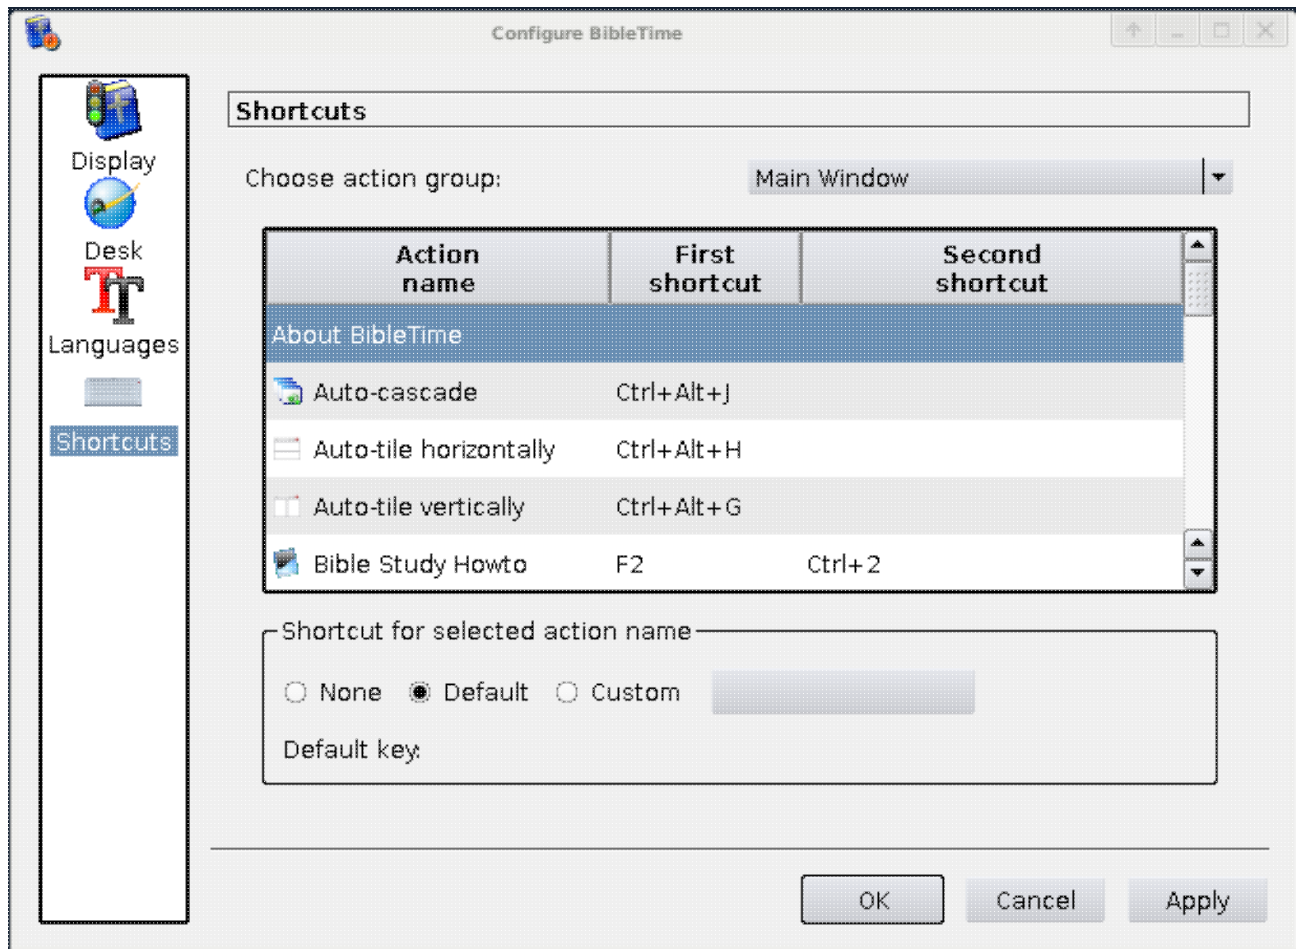 Configure BibleTime
Display
Desk
Languages
Shortcuts
Shortcuts
Choose action group: Main Window
Action name First shortcut Second shortcut
About BibleTime
Auto-cascade Ctrl+Alt+J
Auto-tile horizontally Ctrl+Alt+H
Auto-tile vertically Ctrl+Alt+G
Bible Study Howto F2 Ctrl+2
Shortcut for selected action name
None Default Custom
Default key:
OK Cancel Apply